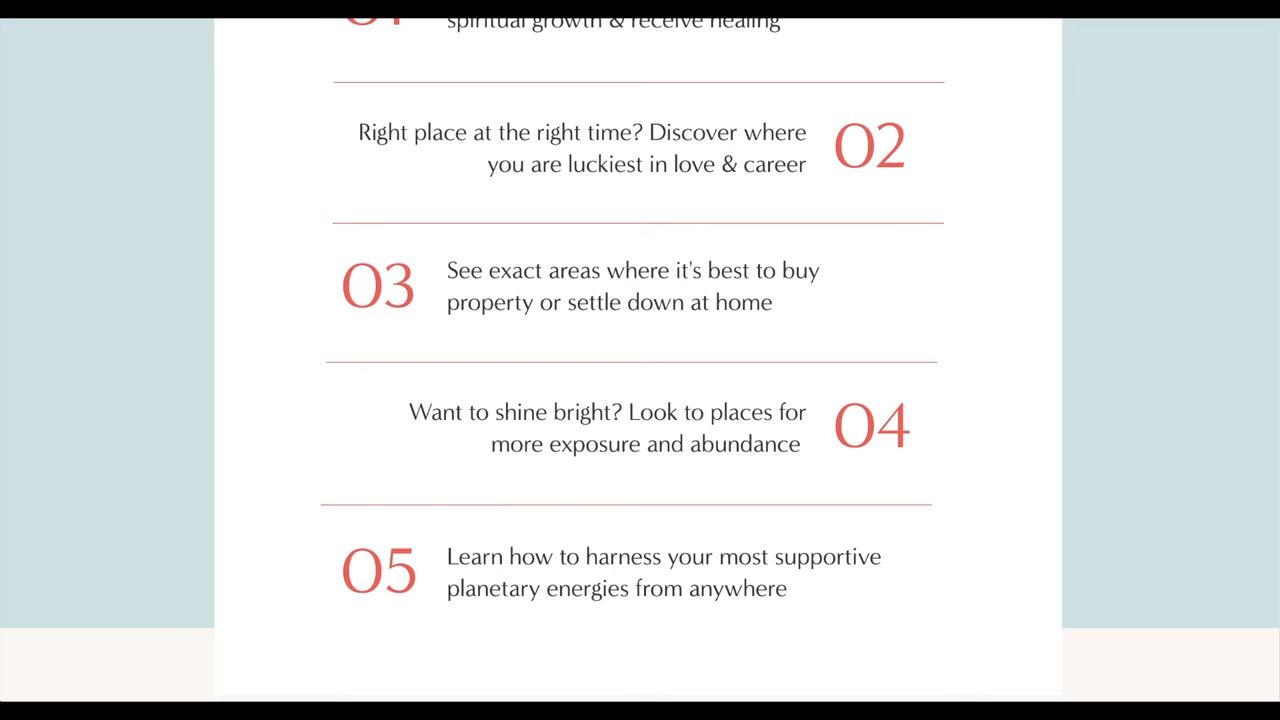 01
spiritual growth & receive healing
Right place at the right time? Discover where
you are luckiest in love & career
02
03
See exact areas where it's best to buy
property or settle down at home
Want to shine bright? Look to places for
more exposure and abundance
04
05
Learn how to harness your most supportive
planetary energies from anywhere